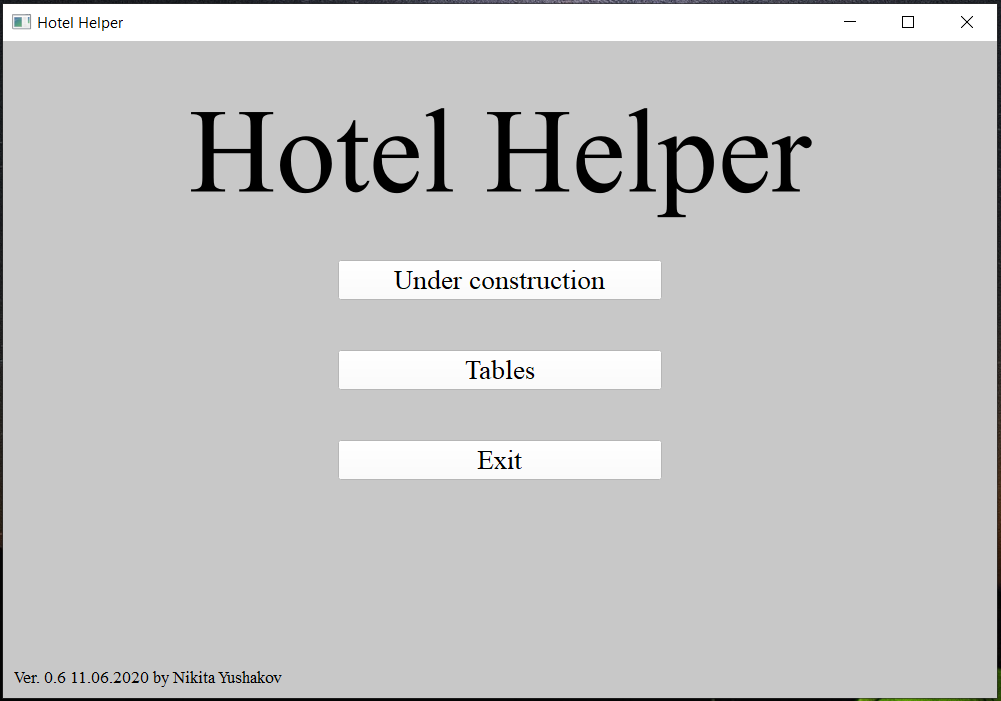 Hotel Helper
Hotel Helper
Under construction
Tables
Exit
Ver. 0.6 11.06.2020 by Nikita Yushakov